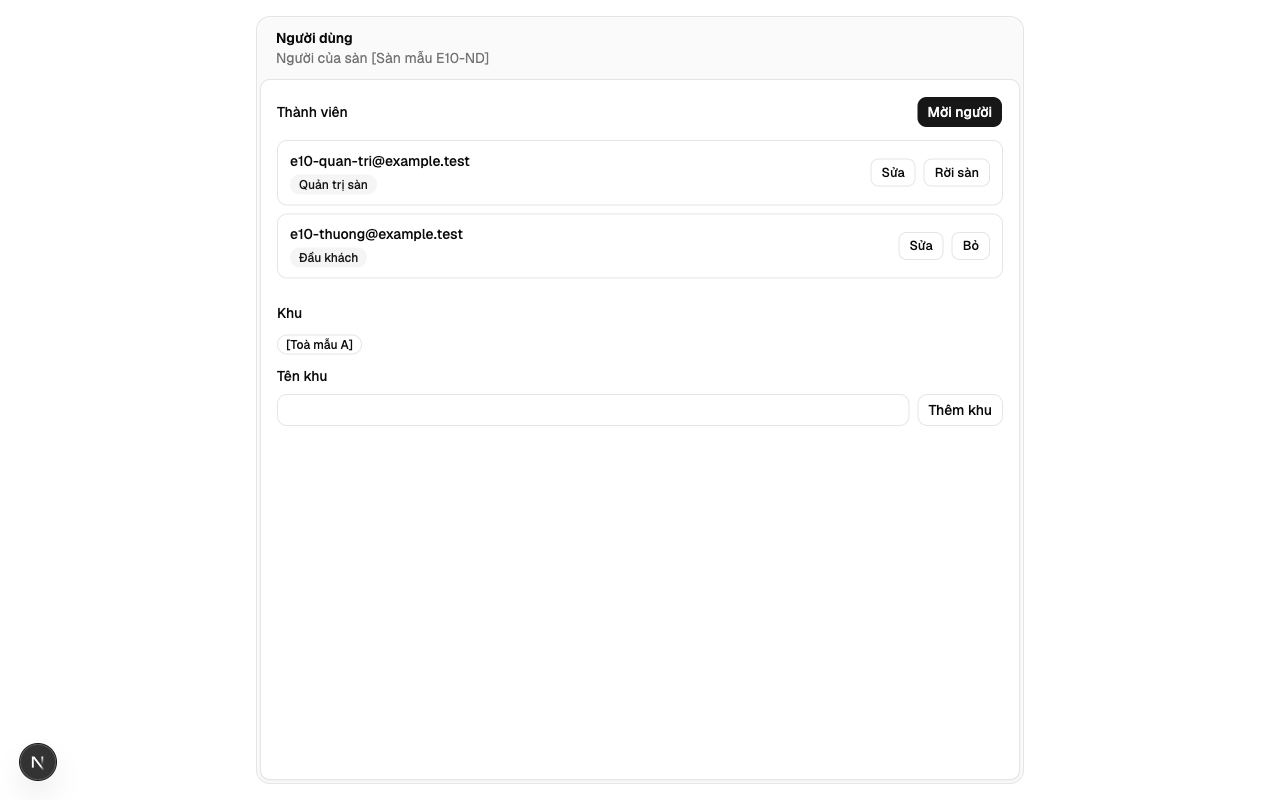 Người dùng
Người của sàn [Sàn mẫu E10-ND]
Thành viên
Mời người
e10-quan-tri@example.test
Quản trị sàn
Sửa
Rời sàn
e10-thuong@example.test
Đầu khách
Sửa
Bỏ
Khu
[Toà mẫu A]
Tên khu
Thêm khu
N